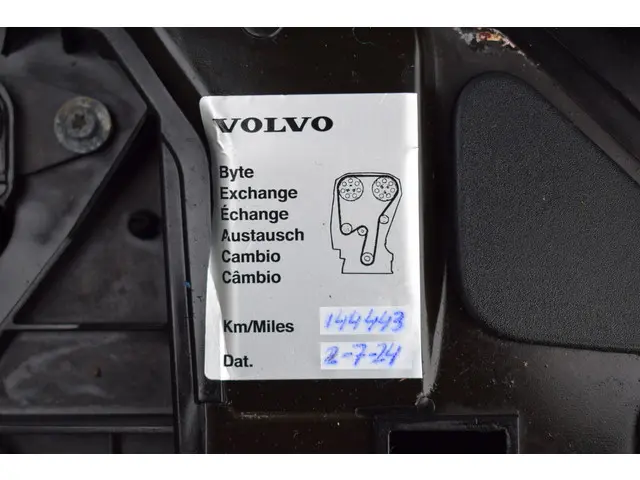 VOLVO
Byte
Exchange
Échange
Austausch
Cambio
Câmbio
Km/Miles 144443
Dat. 2-7-24